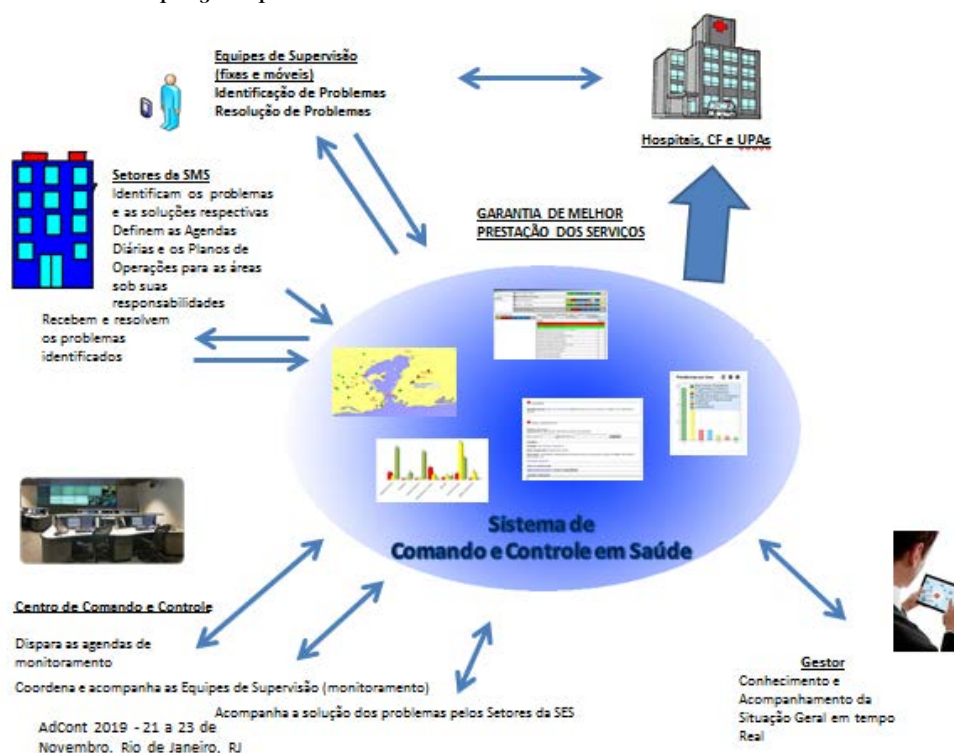 Equipes de Supervisão
(fixas e móveis)
Identificação de Problemas
Resolução de Problemas
Hospitais, CF e UPAs
Setores da SMS
Identificam os problemas
e as soluções respectivas
Definem as Agendas
Diárias e os Planos de
Operações para as áreas
sob suas
responsabilidades
GARANTIA DE MELHOR
PRESTAÇÃO DOS SERVIÇOS
Recebem e resolvem
os problemas
identificados
Sistema de
Comando e Controle em Saúde
Centro de Comando e Controle
Dispara as agendas de
monitoramento
Coordena e acompanha as Equipes de Supervisão (monitoramento)
Acompanha a solução dos problemas pelos Setores da SES
Gestor
Conhecimento e
Acompanhamento da
Situação Geral em tempo
Real
AdCont 2019 - 21 a 23 de
Novembro, Rio de Janeiro, RJ